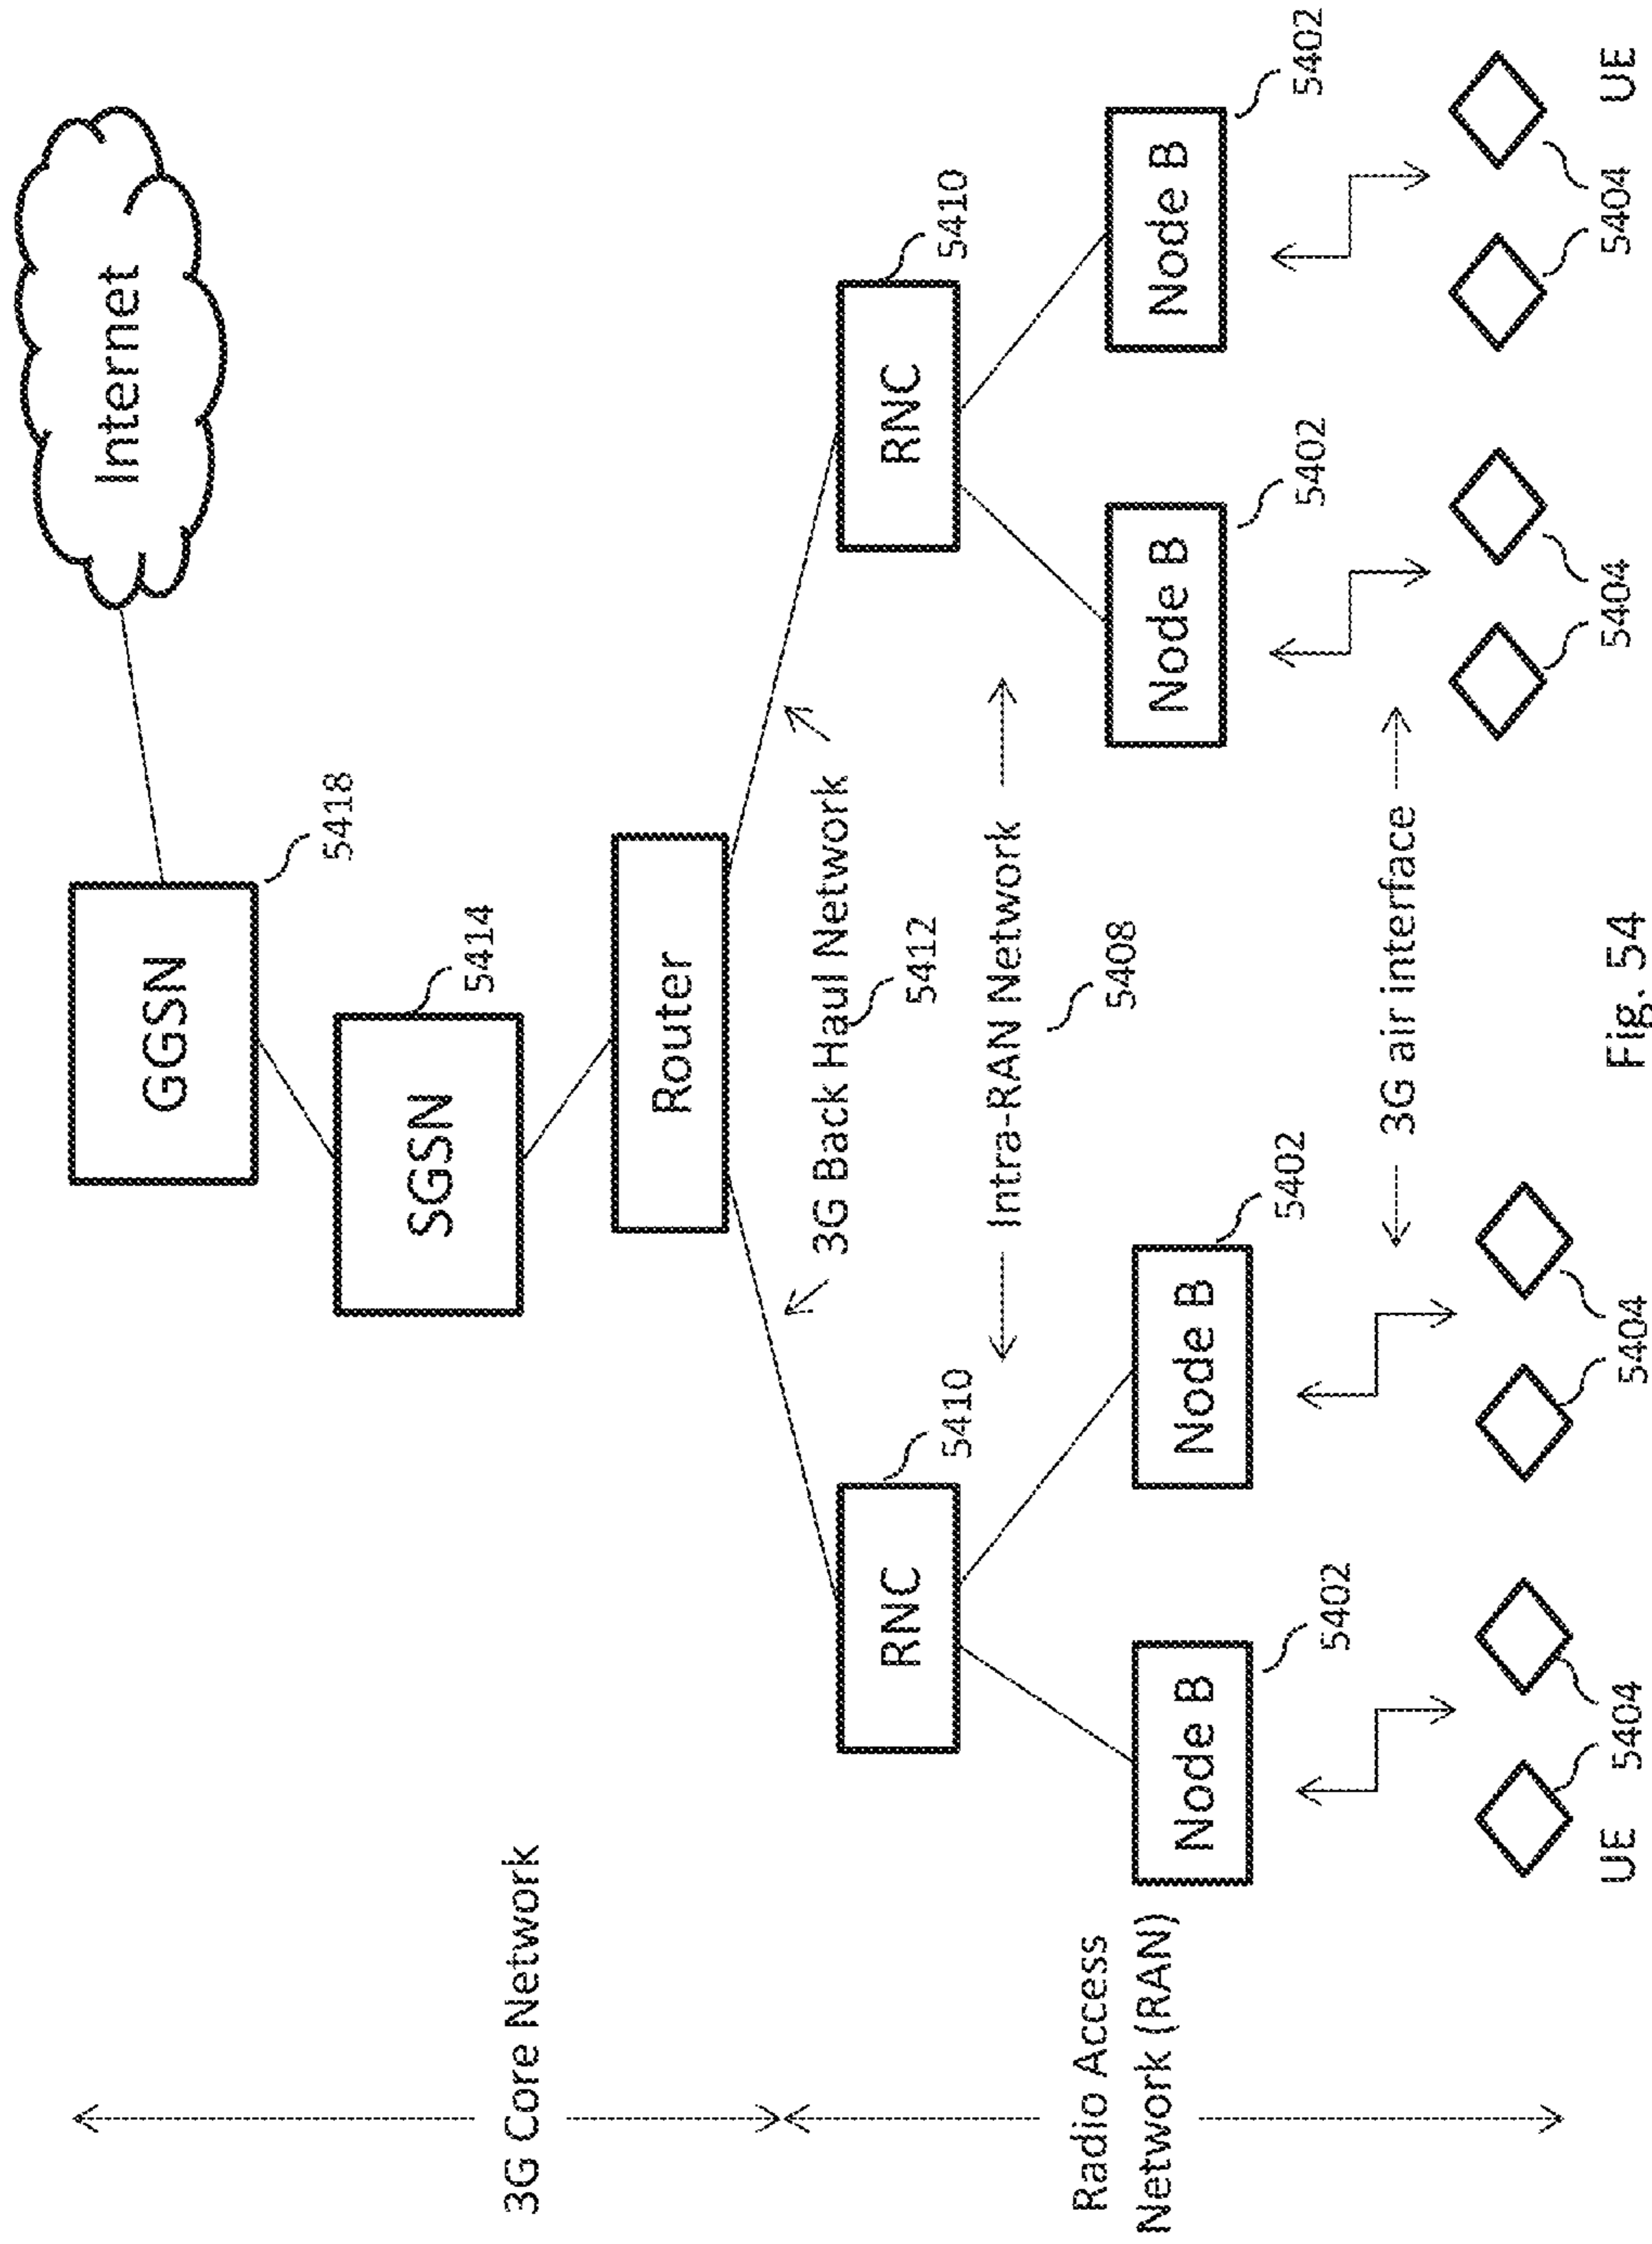 Internet
GGSN
5418
SGSN
5414
3G Core Network
Router
3G Back Haul Network
5412
RNC
5410
RNC
5410
Intra-RAN Network
5408
Radio Access
Network (RAN)
Node B
5402
Node B
5402
Node B
5402
Node B
5402
3G air interface
5404
5404
5404
5404
5404
5404
UE
UE
Fig. 54